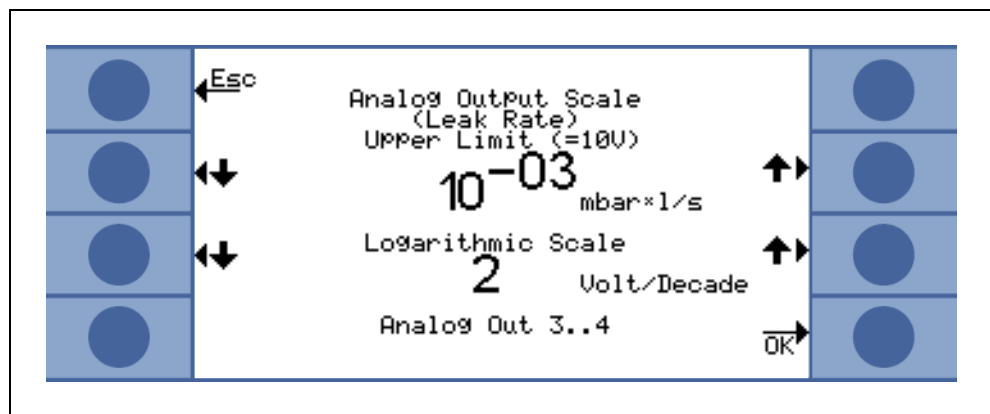 Esc
Analog Output Scale
(Leak Rate)
Upper Limit (=10V)
10⁻⁰³ mbar×l/s
Logarithmic Scale
2 Volt/Decade
Analog Out 3..4
OK